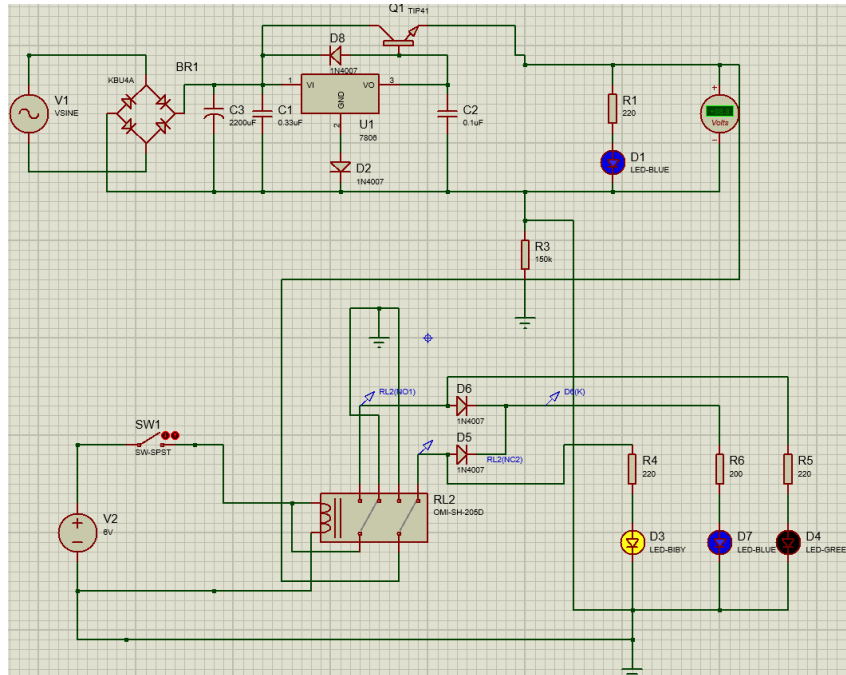 Q1 TIP41
D8
1N4007
BR1
KBU4A
V1
VSINE
C3
2200uF
C1
0.33uF
1 VI VO 3
GND
2
U1
7806
C2
0.1uF
R1
220
Volts
D2
1N4007
D1
LED-BLUE
R3
150k
RL2(NO1)
D6
1N4007
D6(K)
SW1
SW-SPST
D5
1N4007
RL2(NC2)
R4
220
R6
200
R5
220
RL2
OMI-SH-205D
V2
6V
D3
LED-BIBY
D7
LED-BLUE
D4
LED-GREE